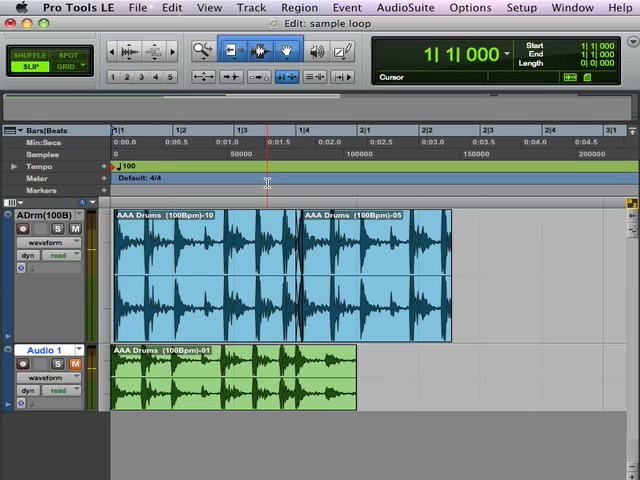 Pro Tools LE File Edit View Track Region Event AudioSuite Options Setup Window Help
Edit: sample loop
SHUFFLE SPOT
SLIP GRID
1 2 3 4 5
1| 1| 000
Start 1| 1| 000
End 1| 1| 000
Length 0| 0| 000
Cursor
Bars|Beats 1|1 1|2 1|3 1|4 2|1 2|2 2|3 2|4 3|1
Min:Secs 0:00.0 0:00.5 0:01.0 0:01.5 0:02.0 0:02.5 0:03.0 0:03.5 0:04.0 0:04.5
Samples 0 50000 100000 150000 200000
Tempo + 100
Meter + Default: 4/4
Markers +
ADrm(100B) AAA Drums (100Bpm)-10 AAA Drums (100Bpm)-05
S M
waveform
dyn read
Audio 1 AAA Drums (100Bpm)-01
S M
waveform
dyn read